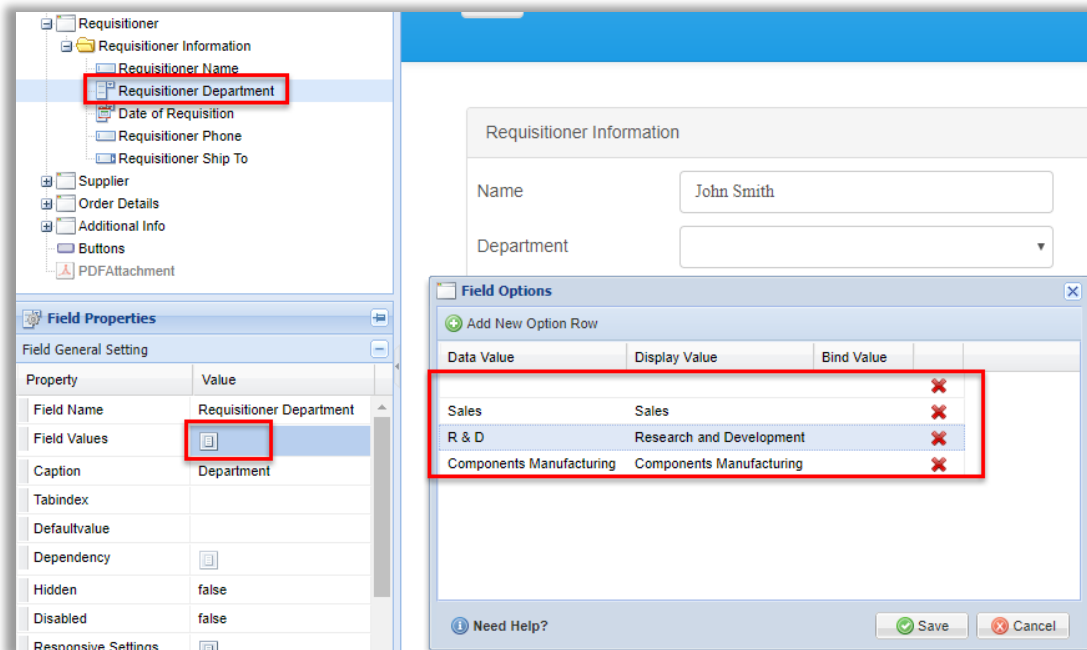 Requisitioner
Requisitioner Information
Requisitioner Name
Requisitioner Department
Date of Requisition
Requisitioner Phone
Requisitioner Ship To
Supplier
Order Details
Additional Info
Buttons
PDFAttachment
Field Properties
Field General Setting
Property Value
Field Name Requisitioner Department
Field Values
Caption Department
Tabindex
Defaultvalue
Dependency
Hidden false
Disabled false
Responsive Settings
Requisitioner Information
Name John Smith
Department
Field Options
Add New Option Row
Data Value Display Value Bind Value
Sales Sales
R & D Research and Development
Components Manufacturing Components Manufacturing
Need Help? Save Cancel